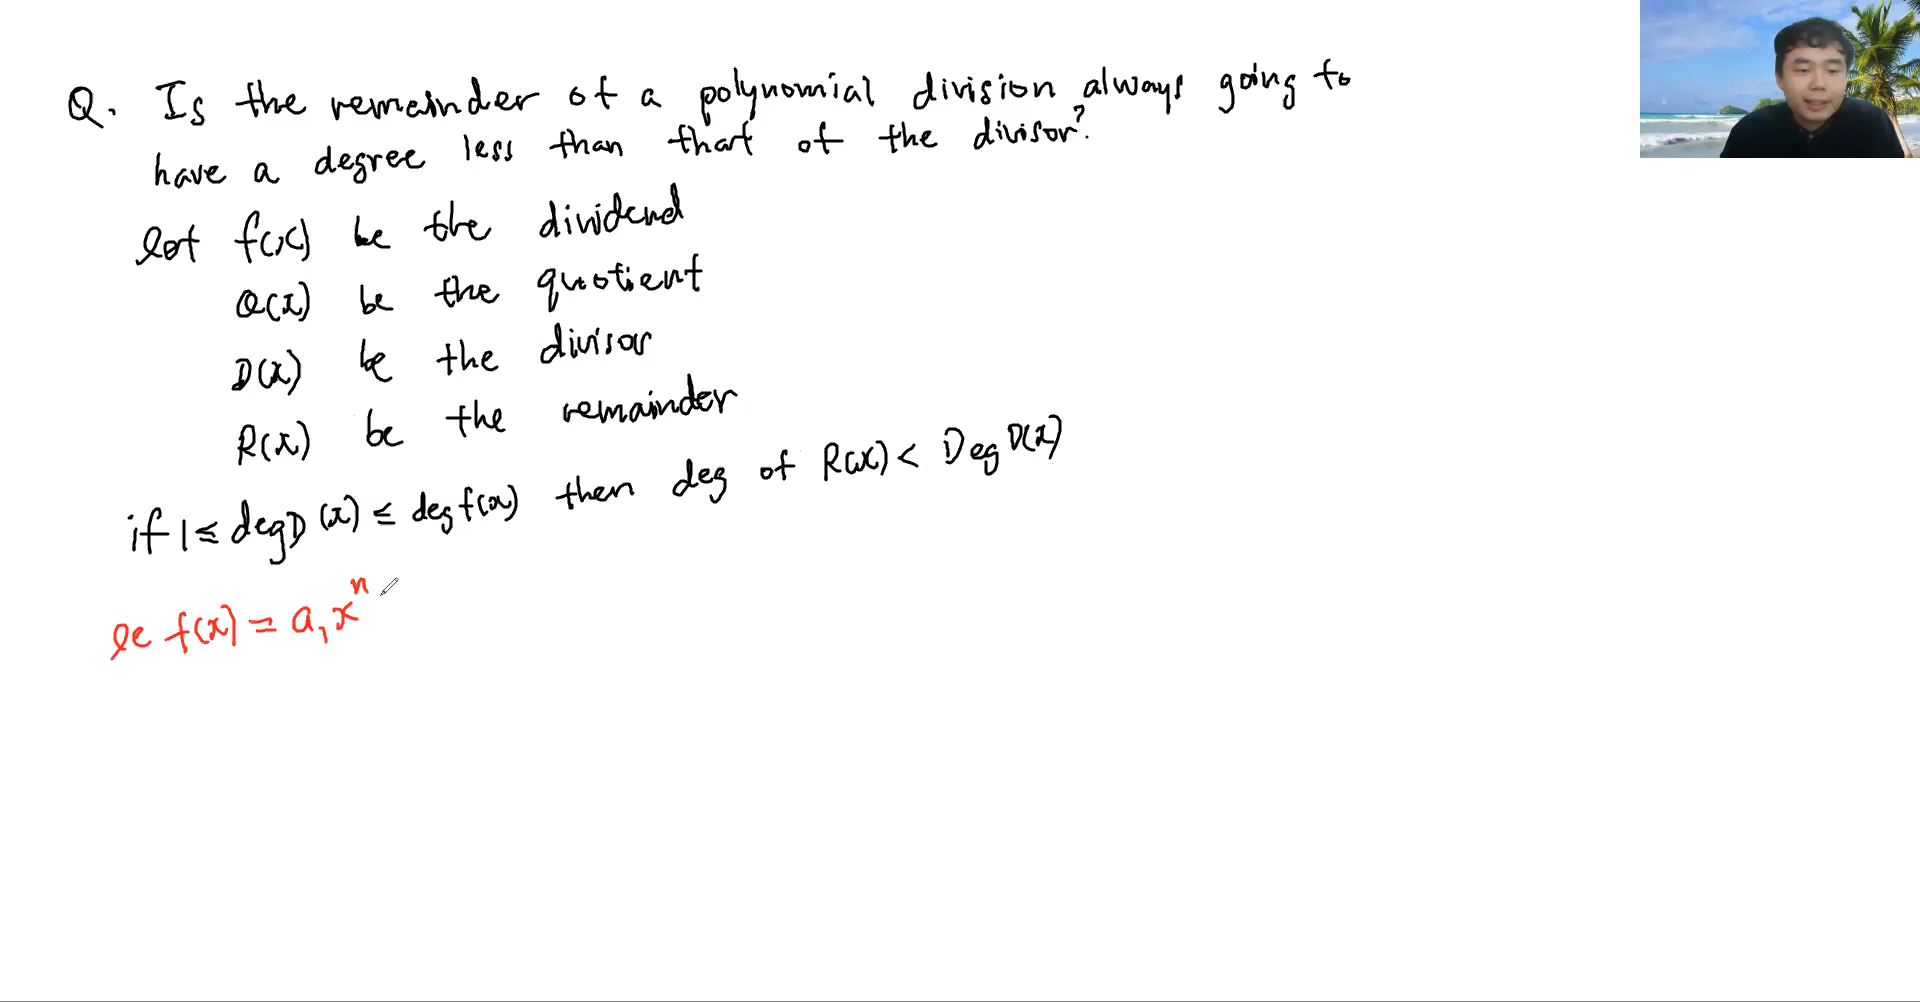 Q. Is the remainder of a polynomial division always going to
have a degree less than that of the divisor?
let f(x) be the dividend
Q(x) be the quotient
D(x) be the divisor
R(x) be the remainder
if 1 ≤ deg D(x) ≤ deg f(x) then deg of R(x) < Deg D(x)
le f(x) = a₁xⁿ